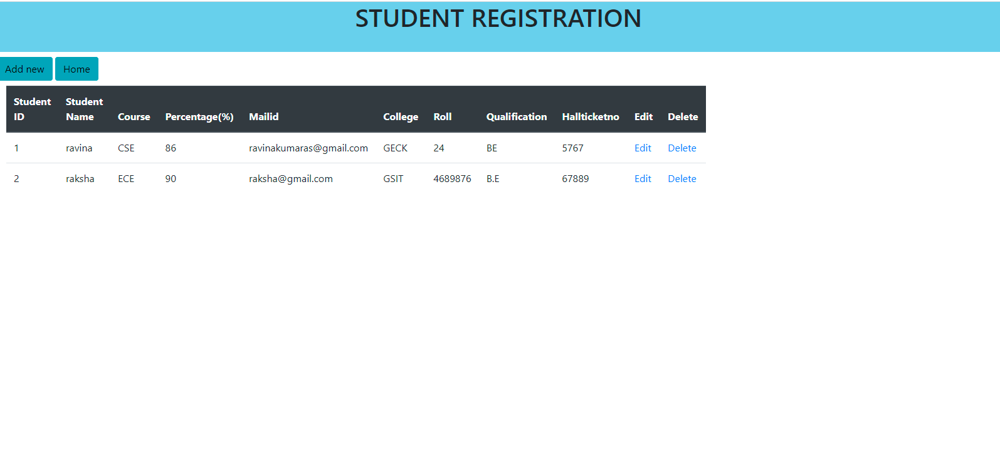 STUDENT REGISTRATION
Add new Home
Student ID Student Name Course Percentage(%) Mailid College Roll Qualification Hallticketno Edit Delete
1 ravina CSE 86 ravinakumaras@gmail.com GECK 24 BE 5767 Edit Delete
2 raksha ECE 90 raksha@gmail.com GSIT 4689876 B.E 67889 Edit Delete